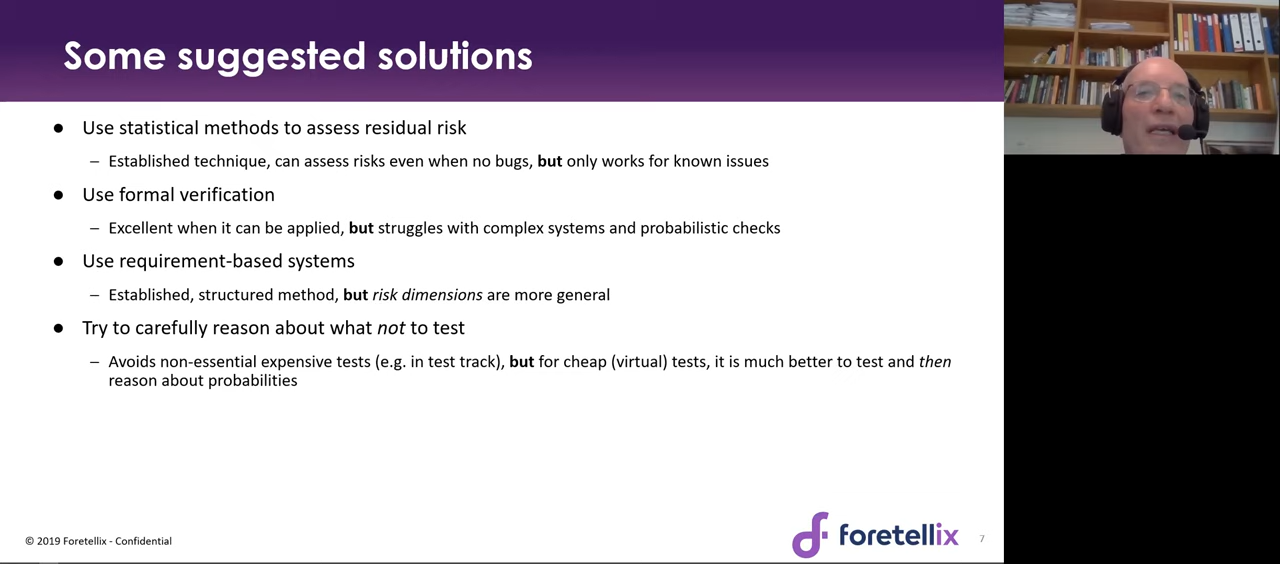 Some suggested solutions
● Use statistical methods to assess residual risk
– Established technique, can assess risks even when no bugs, but only works for known issues
● Use formal verification
– Excellent when it can be applied, but struggles with complex systems and probabilistic checks
● Use requirement-based systems
– Established, structured method, but risk dimensions are more general
● Try to carefully reason about what not to test
– Avoids non-essential expensive tests (e.g. in test track), but for cheap (virtual) tests, it is much better to test and then
reason about probabilities
© 2019 Foretellix - Confidential
foretellix
7